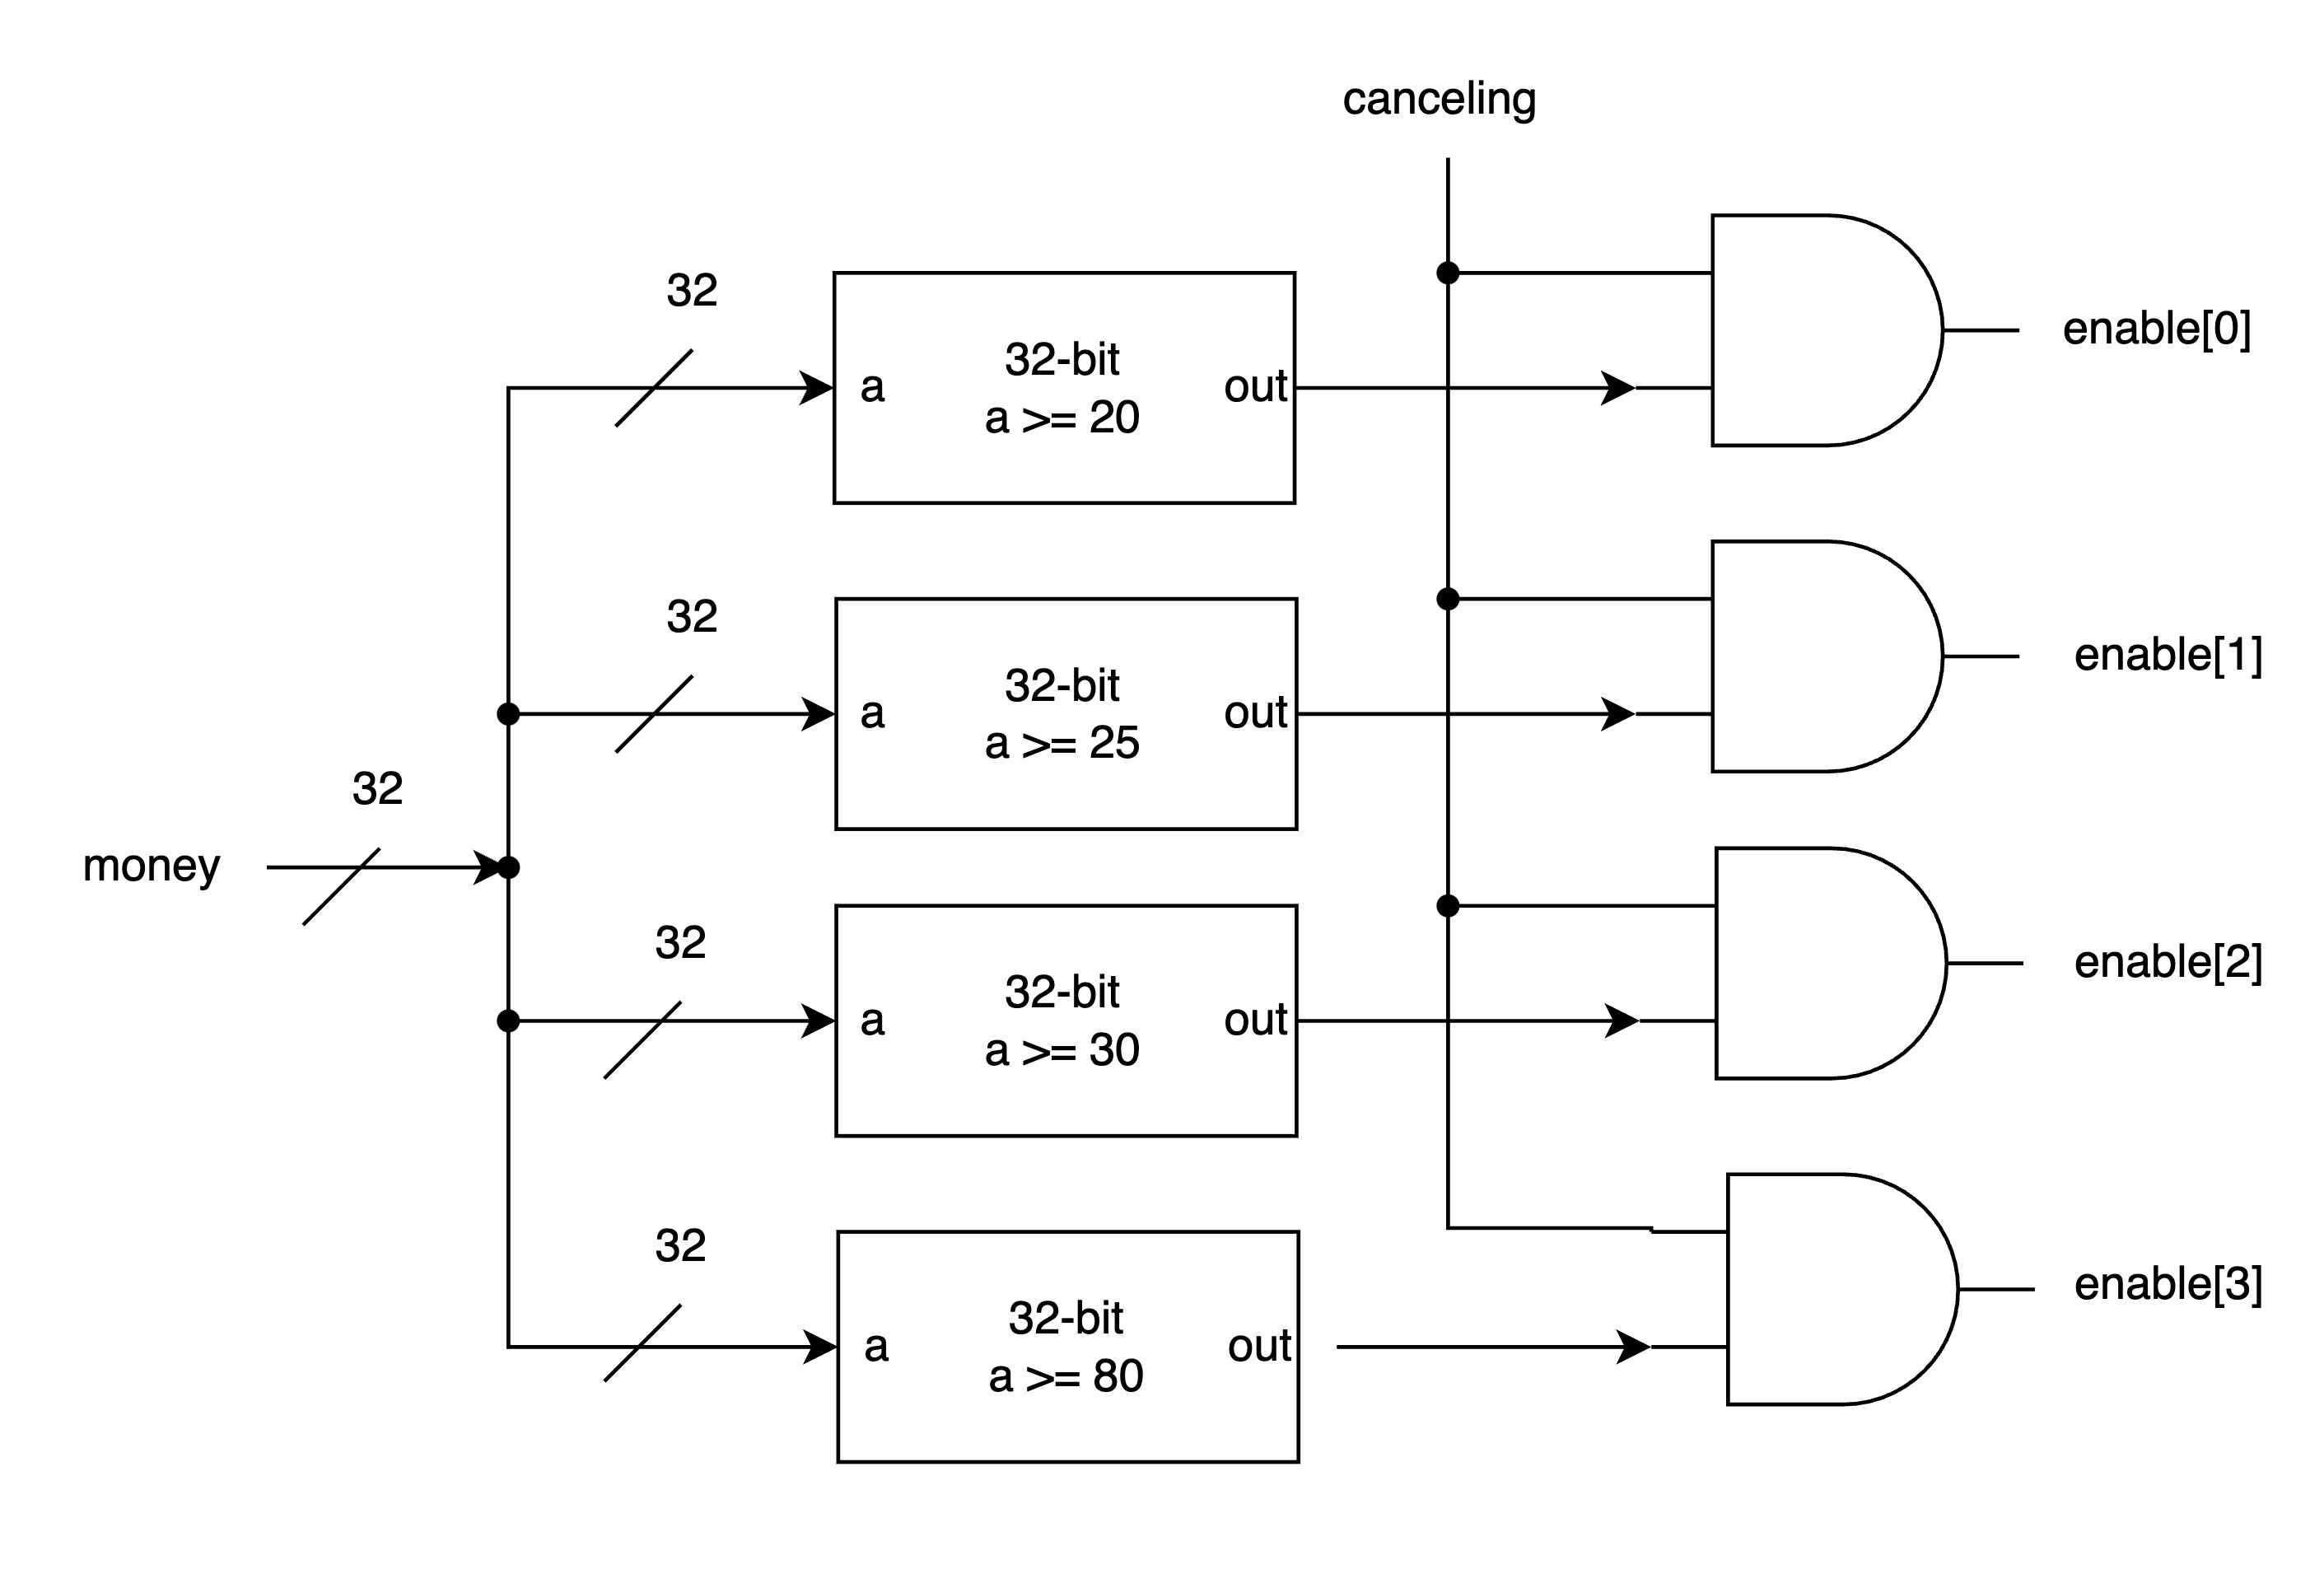 canceling
32
32-bit
a
out
a >= 20
enable[0]
32
32-bit
a
out
a >= 25
enable[1]
32
money
32
32-bit
a
out
a >= 30
enable[2]
32
32-bit
a
out
a >= 80
enable[3]